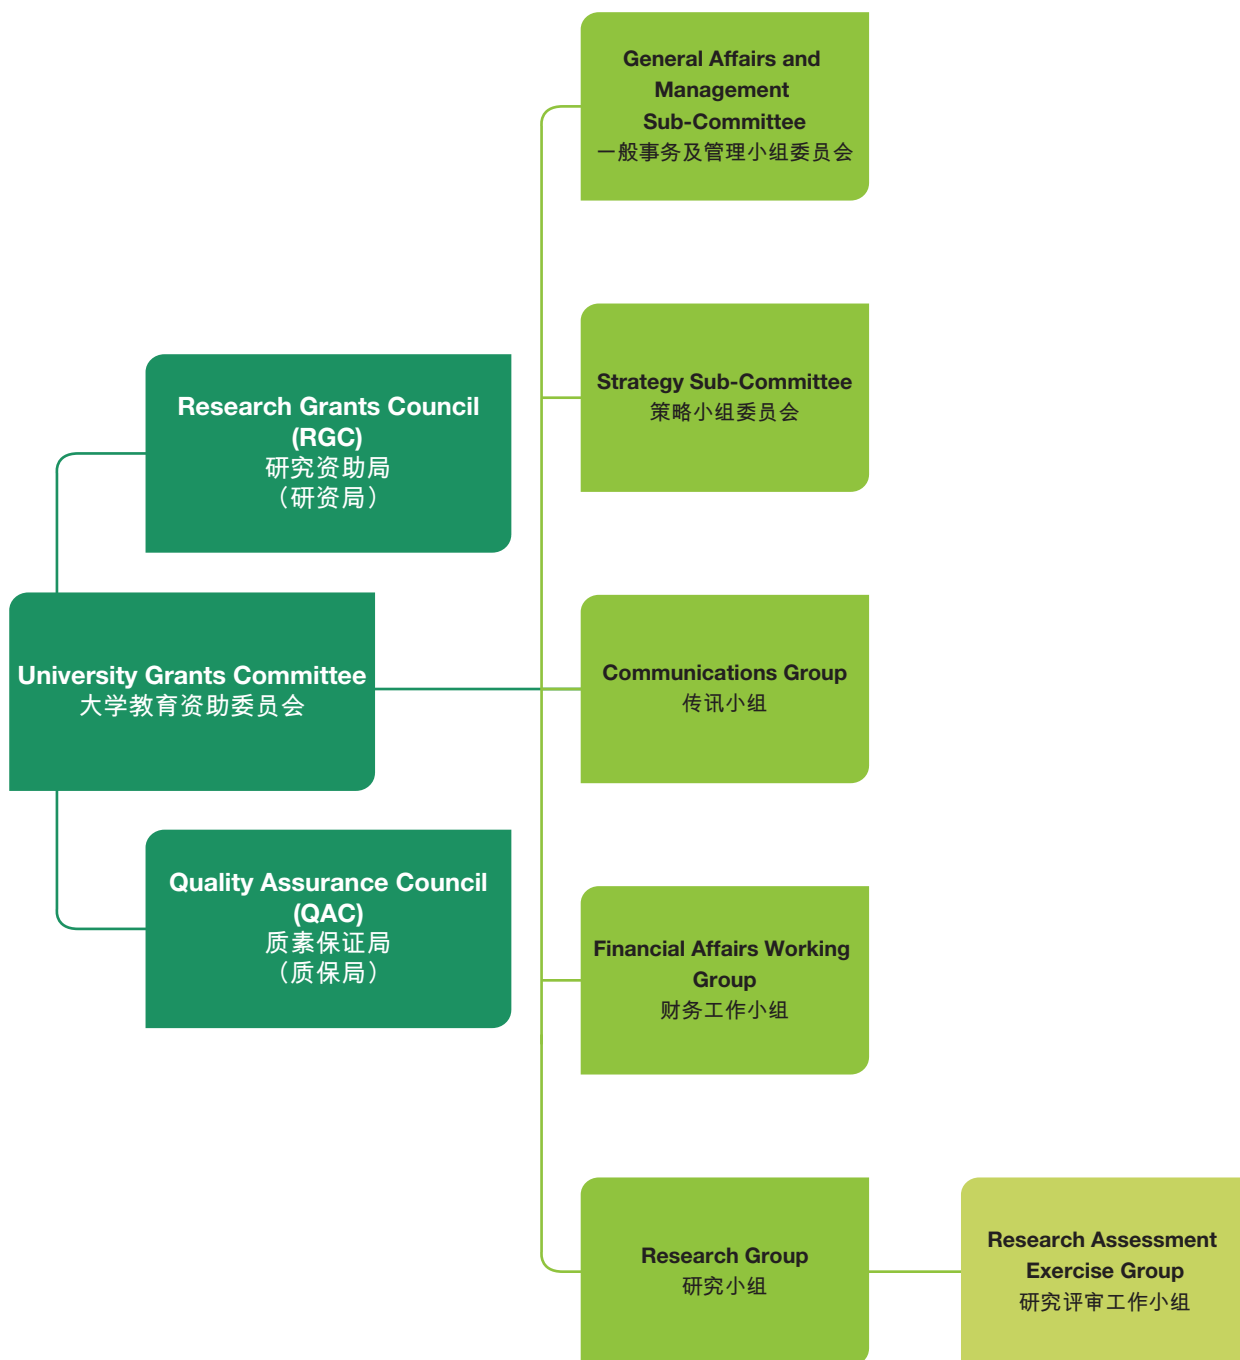 General Affairs and
Management
Sub-Committee
一般事务及管理小组委员会
Strategy Sub-Committee
策略小组委员会
Research Grants Council
(RGC)
研究资助局
（研资局）
University Grants Committee
大学教育资助委员会
Communications Group
传讯小组
Quality Assurance Council
(QAC)
质素保证局
（质保局）
Financial Affairs Working
Group
财务工作小组
Research Group
研究小组
Research Assessment
Exercise Group
研究评审工作小组